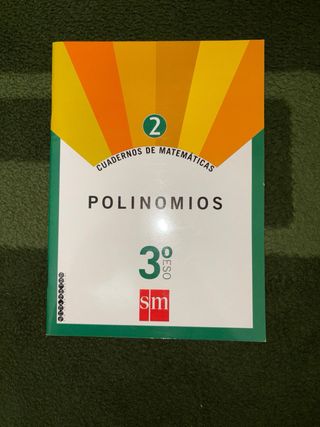 2
CUADERNOS DE MATEMÁTICAS
POLINOMIOS
3º
ESO
sm